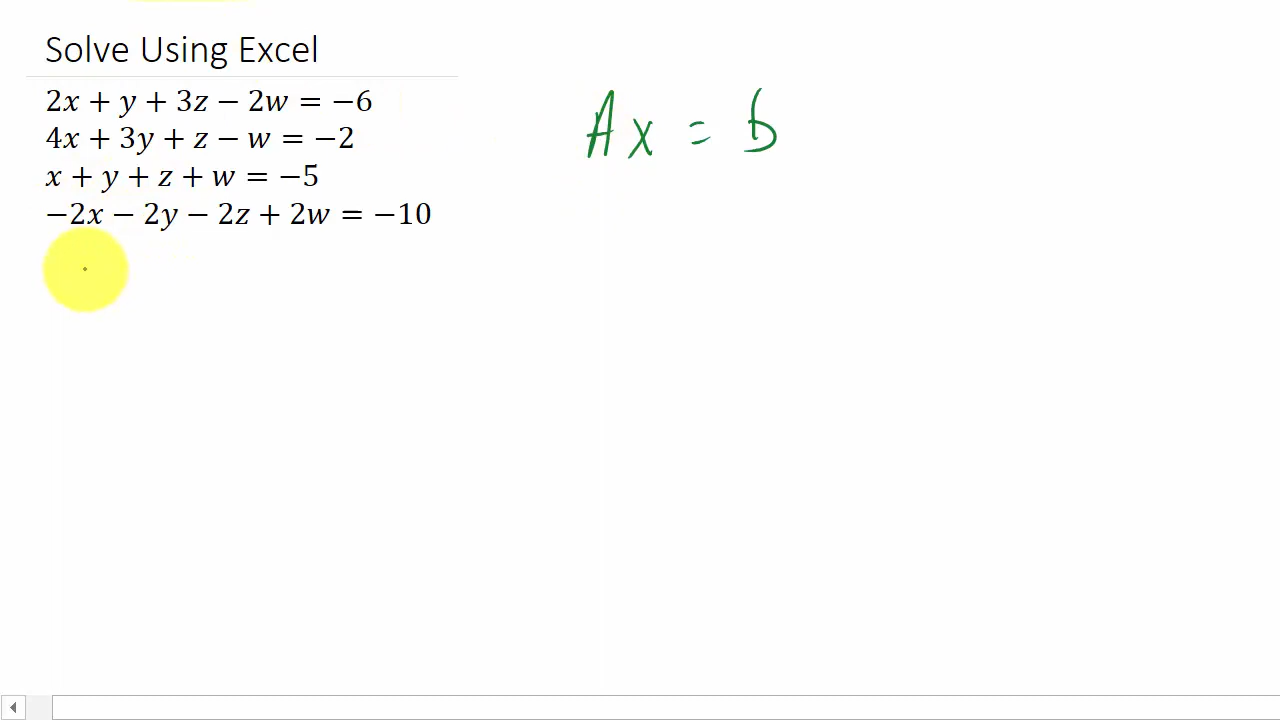 Solve Using Excel
2x + y + 3z − 2w = −6
4x + 3y + z − w = −2
x + y + z + w = −5
−2x − 2y − 2z + 2w = −10
Ax = b